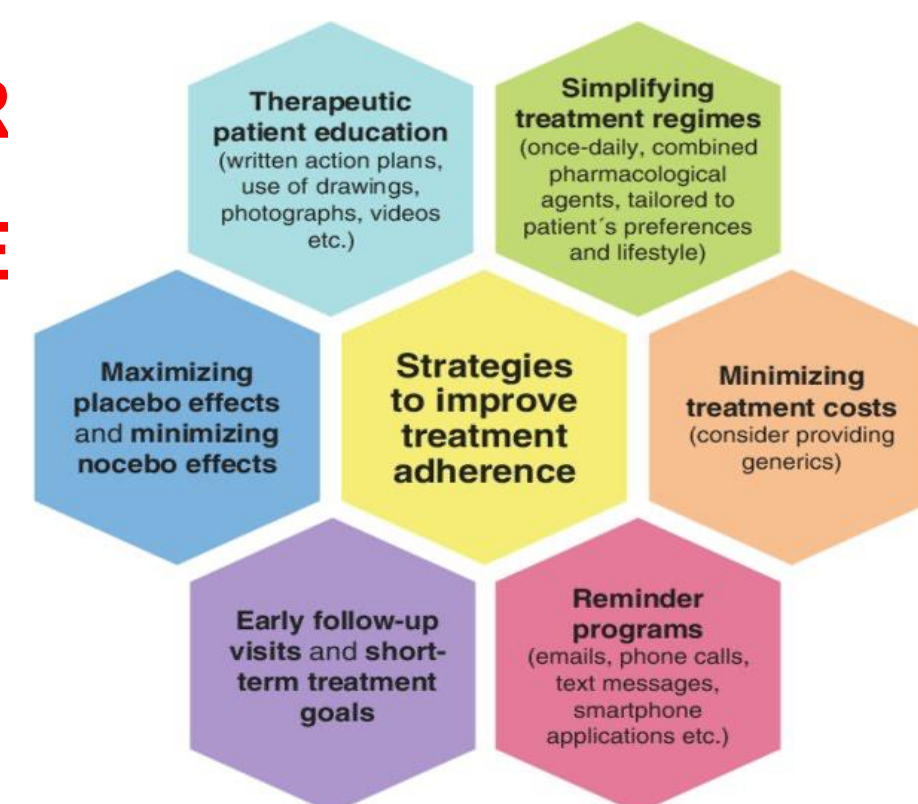 R
E
Therapeutic
patient education
(written action plans,
use of drawings,
photographs, videos
etc.)
Simplifying
treatment regimes
(once-daily, combined
pharmacological
agents, tailored to
patient´s preferences
and lifestyle)
Maximizing
placebo effects
and minimizing
nocebo effects
Strategies
to improve
treatment
adherence
Minimizing
treatment costs
(consider providing
generics)
Early follow-up
visits and short-
term treatment
goals
Reminder
programs
(emails, phone calls,
text messages,
smartphone
applications etc.)